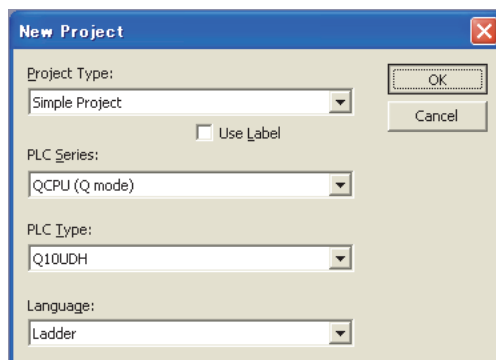 New Project
Project Type:
OK
Simple Project
Cancel
Use Label
PLC Series:
QCPU (Q mode)
PLC Type:
Q10UDH
Language:
Ladder